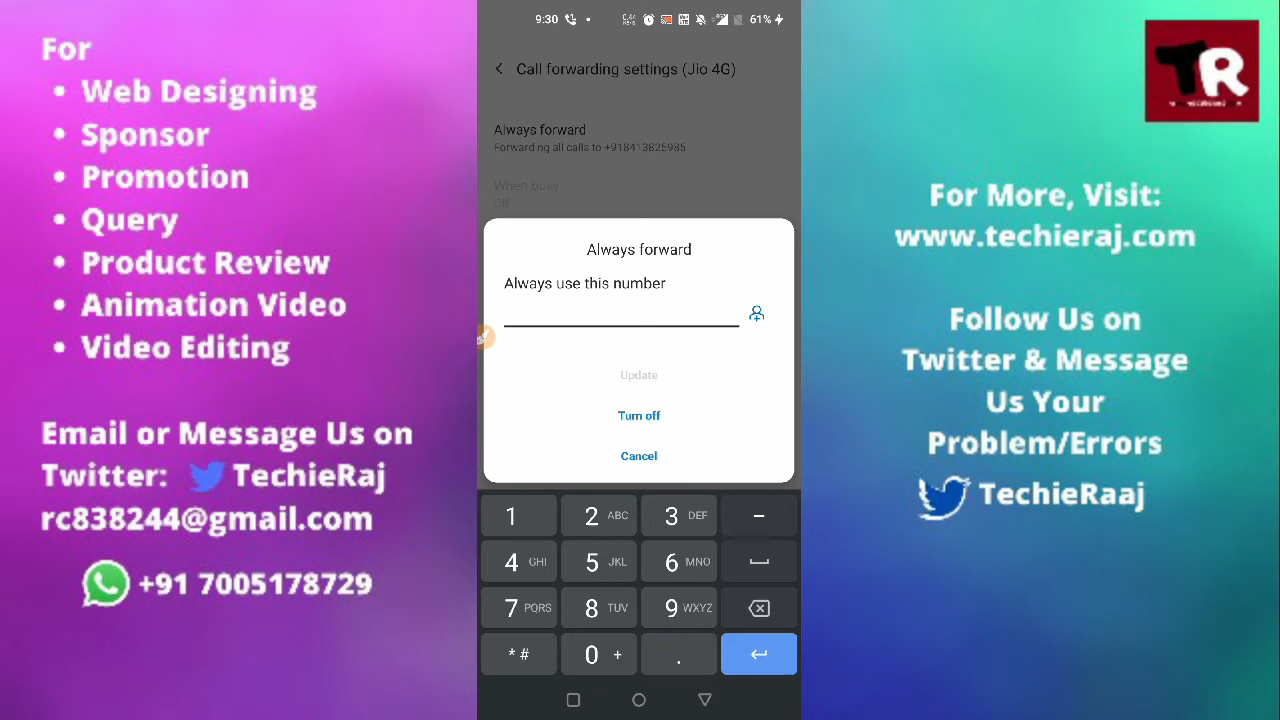 For
• Web Designing
• Sponsor
• Promotion
• Query
• Product Review
• Animation Video
• Video Editing
Email or Message Us on
Twitter: TechieRaj
rc838244@gmail.com
+91 7005178729
9:30
61%
Call forwarding settings (Jio 4G)
Always forward
Forwarding all calls to +918413825985
When busy
Off
Always forward
Always use this number
Update
Turn off
Cancel
1 2 ABC 3 DEF −
4 GHI 5 JKL 6 MNO
7 PQRS 8 TUV 9 WXYZ
* # 0 + .
TR
For More, Visit:
www.techieraj.com
Follow Us on
Twitter & Message
Us Your
Problem/Errors
TechieRaaj